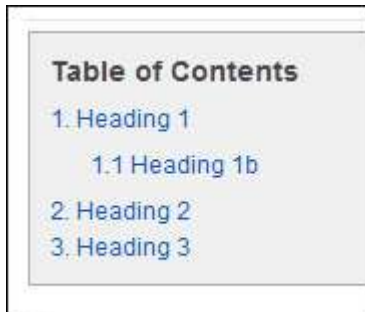 Table of Contents
1. Heading 1
1.1 Heading 1b
2. Heading 2
3. Heading 3